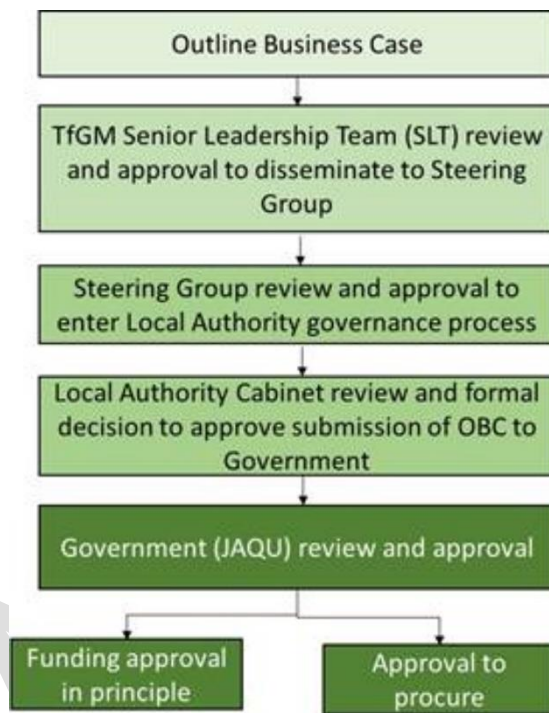 Outline Business Case
TfGM Senior Leadership Team (SLT) review
and approval to disseminate to Steering
Group
Steering Group review and approval to
enter Local Authority governance process
Local Authority Cabinet review and formal
decision to approve submission of OBC to
Government
Government (JAQU) review and approval
Funding approval
in principle
Approval to
procure